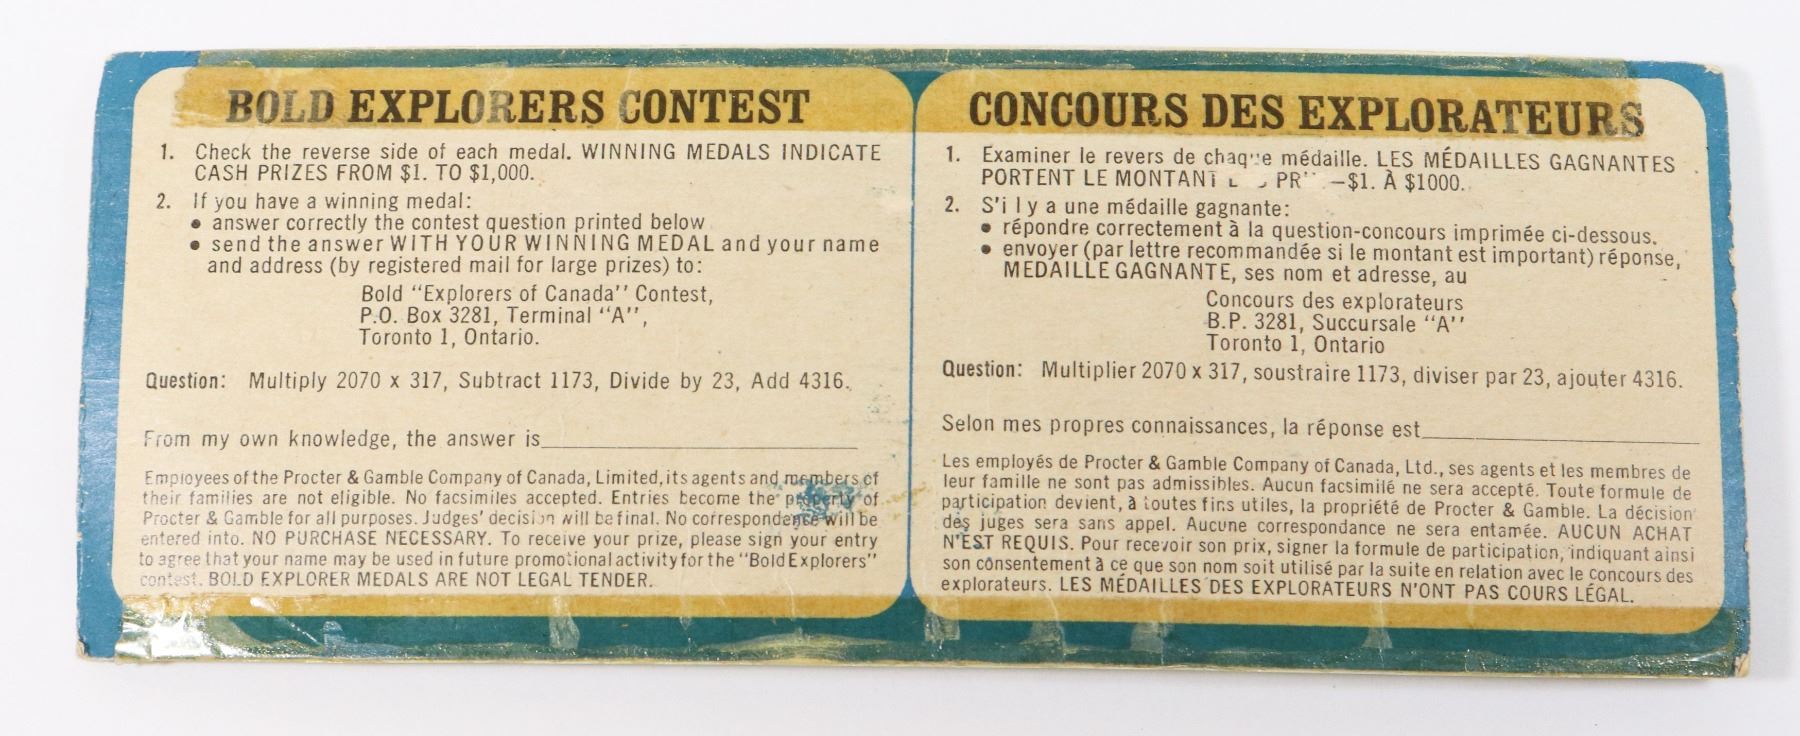 BOLD EXPLORERS CONTEST
1. Check the reverse side of each medal. WINNING MEDALS INDICATE
CASH PRIZES FROM $1. TO $1,000.
2. If you have a winning medal:
• answer correctly the contest question printed below
• send the answer WITH YOUR WINNING MEDAL and your name
and address (by registered mail for large prizes) to:
Bold “Explorers of Canada’’ Contest,
P.O. Box 3281, Terminal “A’’,
Toronto 1, Ontario.
Question: Multiply 2070 x 317, Subtract 1173, Divide by 23, Add 4316.
From my own knowledge, the answer is
Employees of the Procter & Gamble Company of Canada, Limited, its agents and members of
their families are not eligible. No facsimiles accepted. Entries become the property of
Procter & Gamble for all purposes. Judges’ decision will be final. No correspondence will be
entered into. NO PURCHASE NECESSARY. To receive your prize, please sign your entry
to agree that your name may be used in future promotional activity for the “Bold Explorers’’
contest. BOLD EXPLORER MEDALS ARE NOT LEGAL TENDER.
CONCOURS DES EXPLORATEURS
1. Examiner le revers de chaque médaille. LES MÉDAILLES GAGNANTES
PORTENT LE MONTANT —$1. À $1000.
2. S’il y a une médaille gagnante:
• répondre correctement à la question-concours imprimée ci-dessous.
• envoyer (par lettre recommandée si le montant est important) réponse,
MEDAILLE GAGNANTE, ses nom et adresse, au
Concours des explorateurs
B.P. 3281, Succursale “A’’
Toronto 1, Ontario
Question: Multiplier 2070 x 317, soustraire 1173, diviser par 23, ajouter 4316.
Selon mes propres connaissances, la réponse est
Les employés de Procter & Gamble Company of Canada, Ltd., ses agents et les membres de
leur famille ne sont pas admissibles. Aucun facsimilé ne sera accepté. Toute formule de
participation devient, à toutes fins utiles, la propriété de Procter & Gamble. La décision
des juges sera sans appel. Aucune correspondance ne sera entamée. AUCUN ACHAT
N’EST REQUIS. Pour recevoir son prix, signer la formule de participation, indiquant ainsi
son consentement à ce que son nom soit utilisé par la suite en relation avec le Concours des
explorateurs. LES MÉDAILLES DES EXPLORATEURS N’ONT PAS COURS LÉGAL.